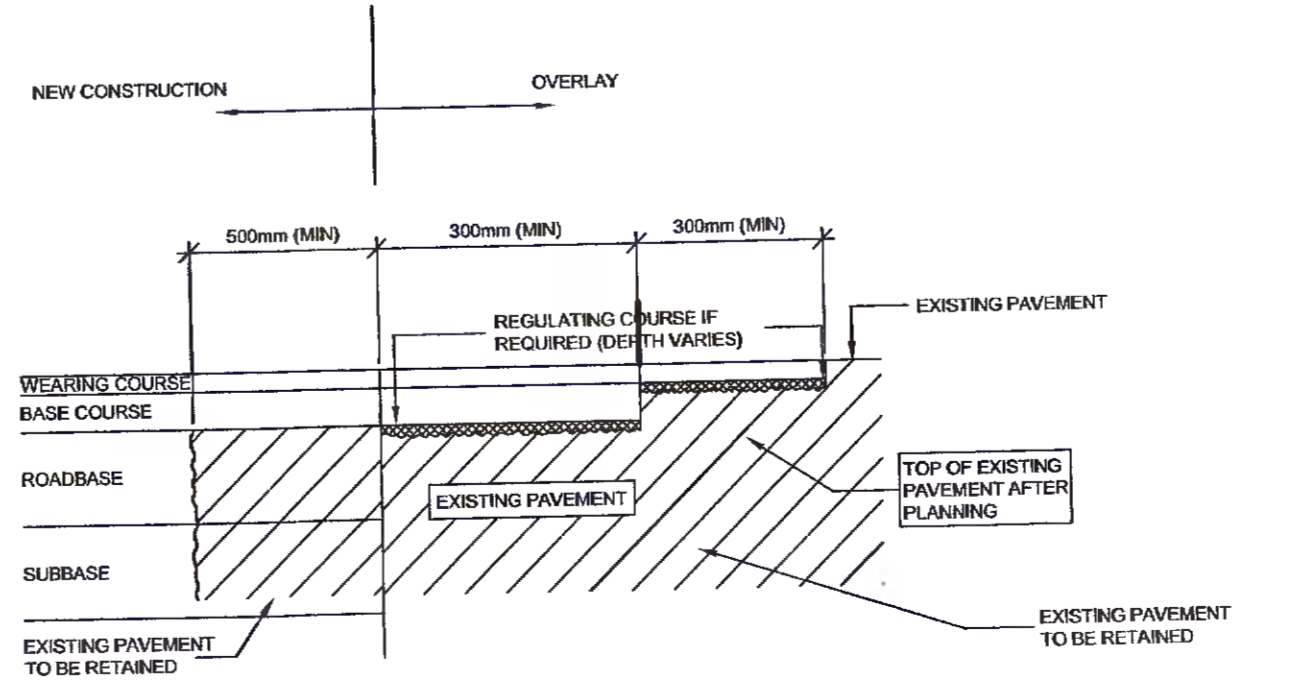 NEW CONSTRUCTION
OVERLAY
500mm (MIN)
300mm (MIN)
300mm (MIN)
REGULATING COURSE IF
REQUIRED (DEPTH VARIES)
EXISTING PAVEMENT
WEARING COURSE
BASE COURSE
ROADBASE
SUBBASE
EXISTING PAVEMENT
TOP OF EXISTING
PAVEMENT AFTER
PLANNING
EXISTING PAVEMENT
TO BE RETAINED
EXISTING PAVEMENT
TO BE RETAINED